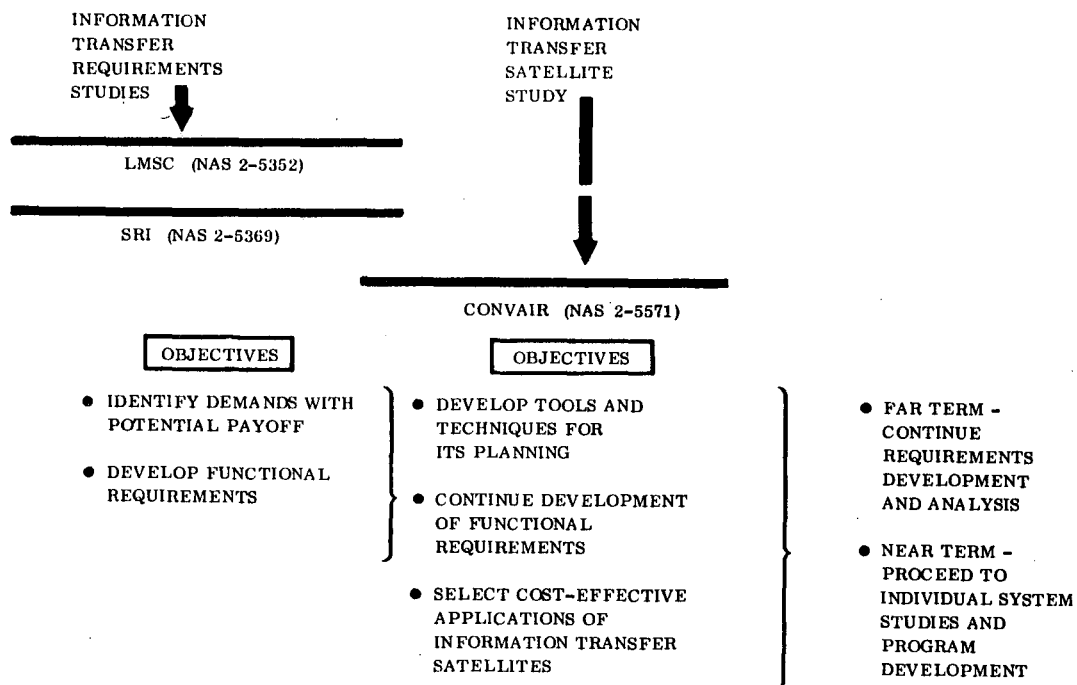 INFORMATION
TRANSFER
REQUIREMENTS
STUDIES
INFORMATION
TRANSFER
SATELLITE
STUDY
LMSC (NAS 2-5352)
SRI (NAS 2-5369)
CONVAIR (NAS 2-5571)
OBJECTIVES
● IDENTIFY DEMANDS WITH
POTENTIAL PAYOFF
● DEVELOP FUNCTIONAL
REQUIREMENTS
OBJECTIVES
● DEVELOP TOOLS AND
TECHNIQUES FOR
ITS PLANNING
● CONTINUE DEVELOPMENT
OF FUNCTIONAL
REQUIREMENTS
● SELECT COST-EFFECTIVE
APPLICATIONS OF
INFORMATION TRANSFER
SATELLITES
● FAR TERM -
CONTINUE
REQUIREMENTS
DEVELOPMENT
AND ANALYSIS
● NEAR TERM -
PROCEED TO
INDIVIDUAL SYSTEM
STUDIES AND
PROGRAM
DEVELOPMENT